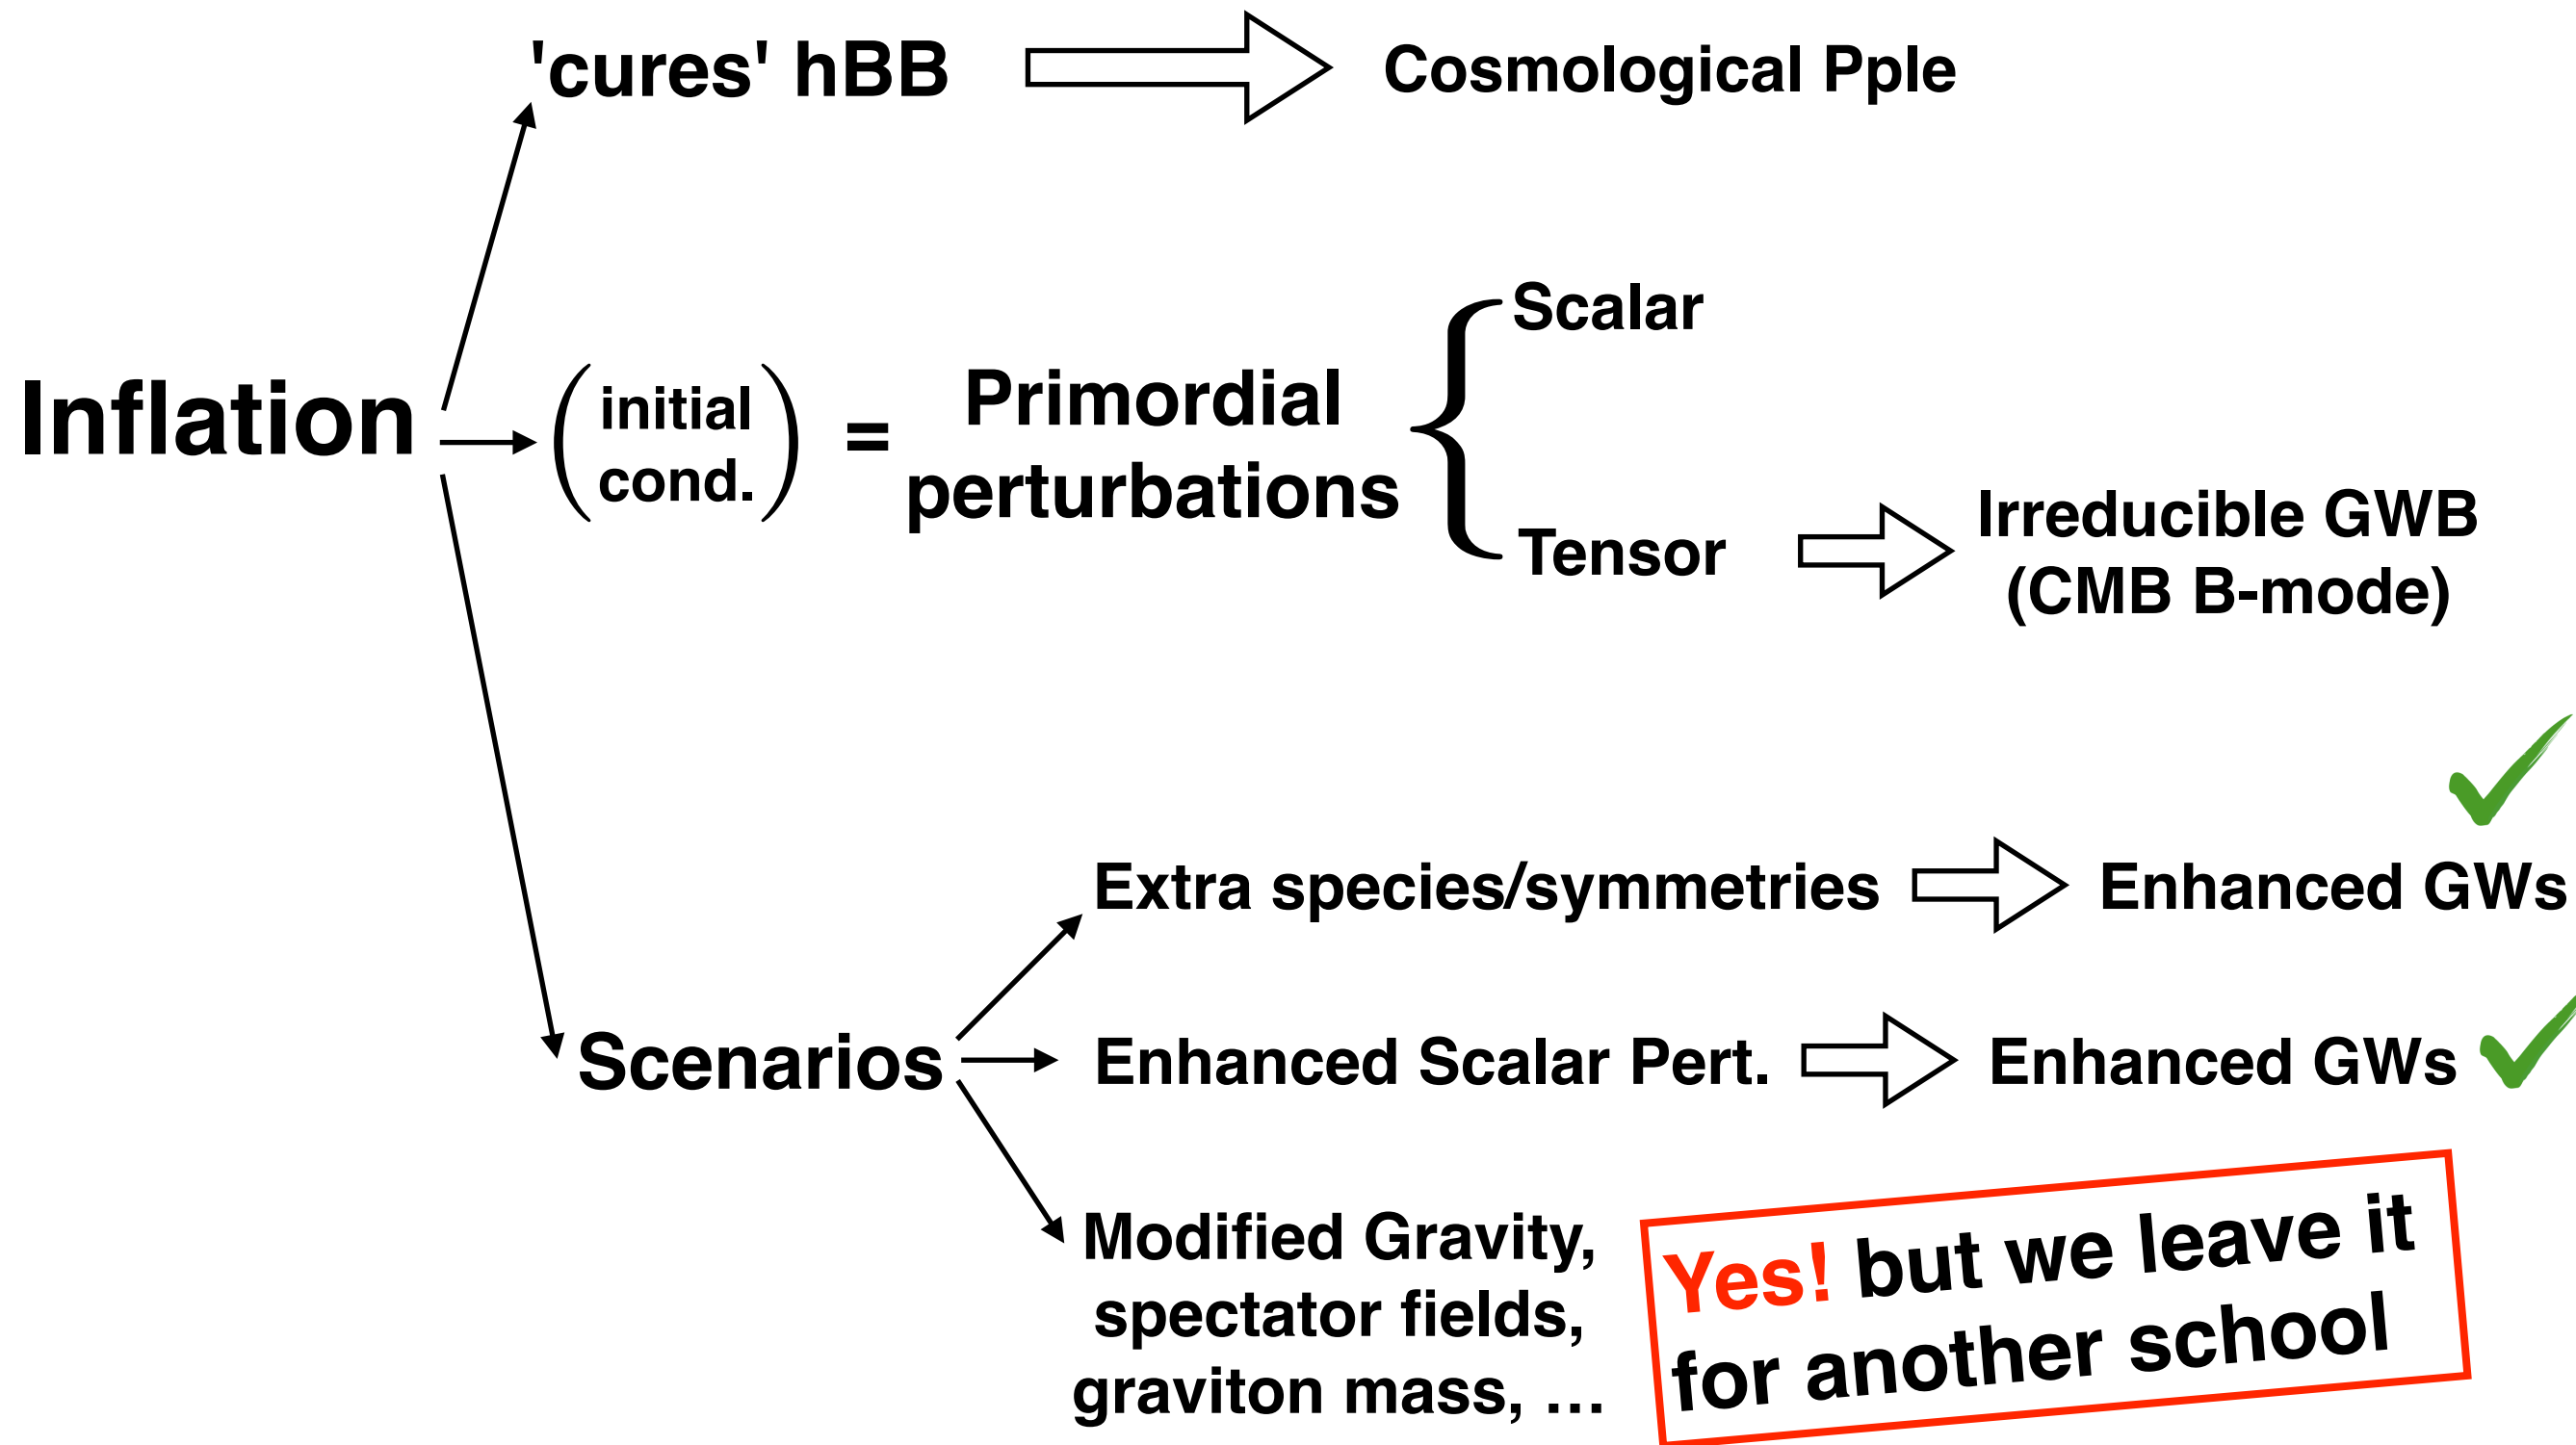 'cures' hBB
Cosmological Pple
Inflation
initial
cond.
=
Primordial
perturbations
Scalar
Tensor
Irreducible GWB
(CMB B-mode)
Scenarios
Extra species/symmetries
Enhanced GWs
Enhanced Scalar Pert.
Enhanced GWs
Modified Gravity,
spectator fields,
graviton mass, …
Yes! but we leave it
for another school